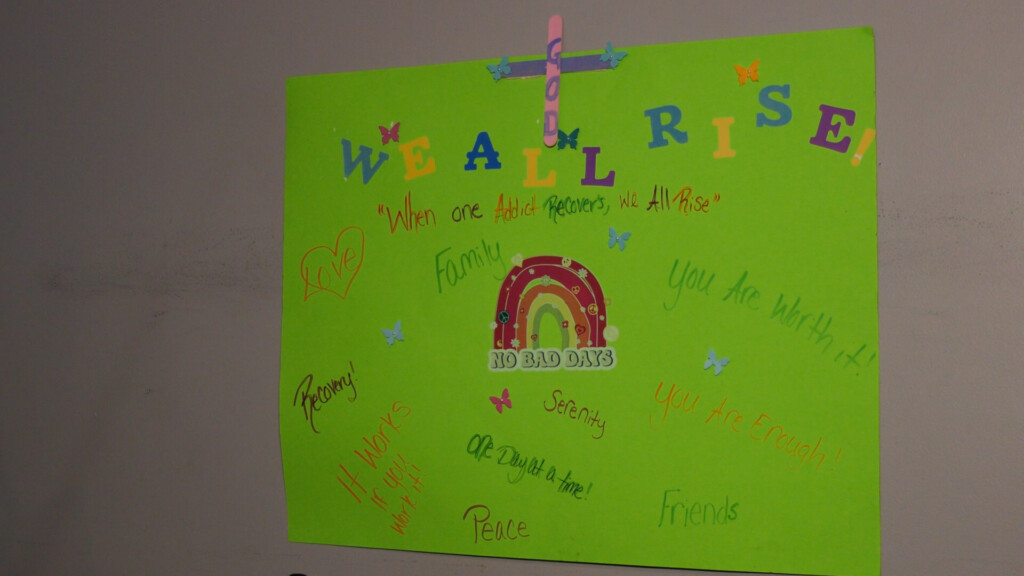 GOD
WE ALL RISE!
"When one Addict Recovers, we All Rise"
LOVE
Family
You Are Worth it!
NO BAD DAYS
Recovery!
Serenity
You Are Enough!
It Works
if you
work it!
One Day at a time!
Peace
Friends